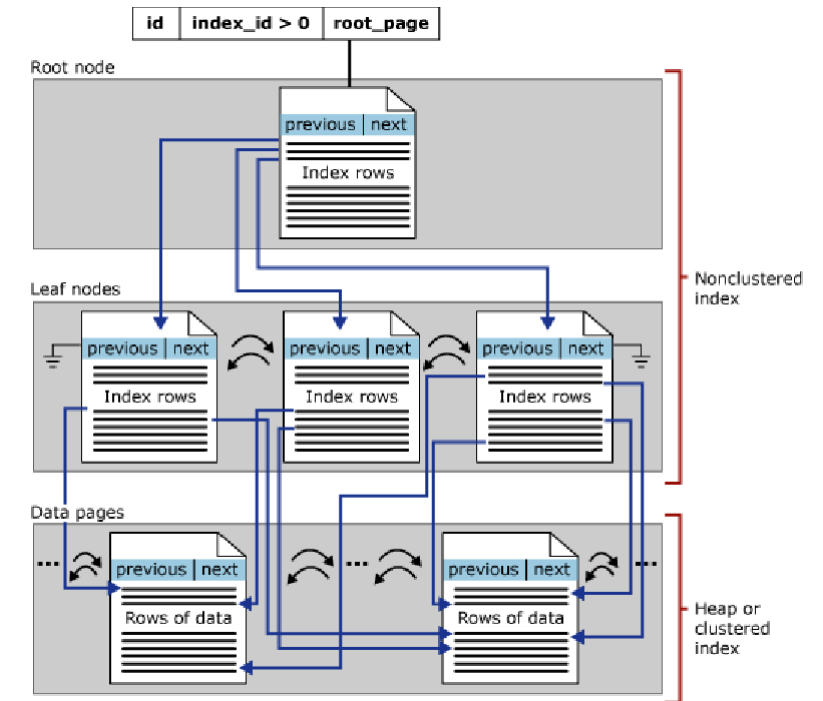 id index_id > 0 root_page
Root node
previous next
Index rows
Nonclustered
index
Leaf nodes
previous next previous next previous next
Index rows Index rows Index rows
Data pages
... ... ...
previous next previous next
Rows of data Rows of data
Heap or
clustered
index